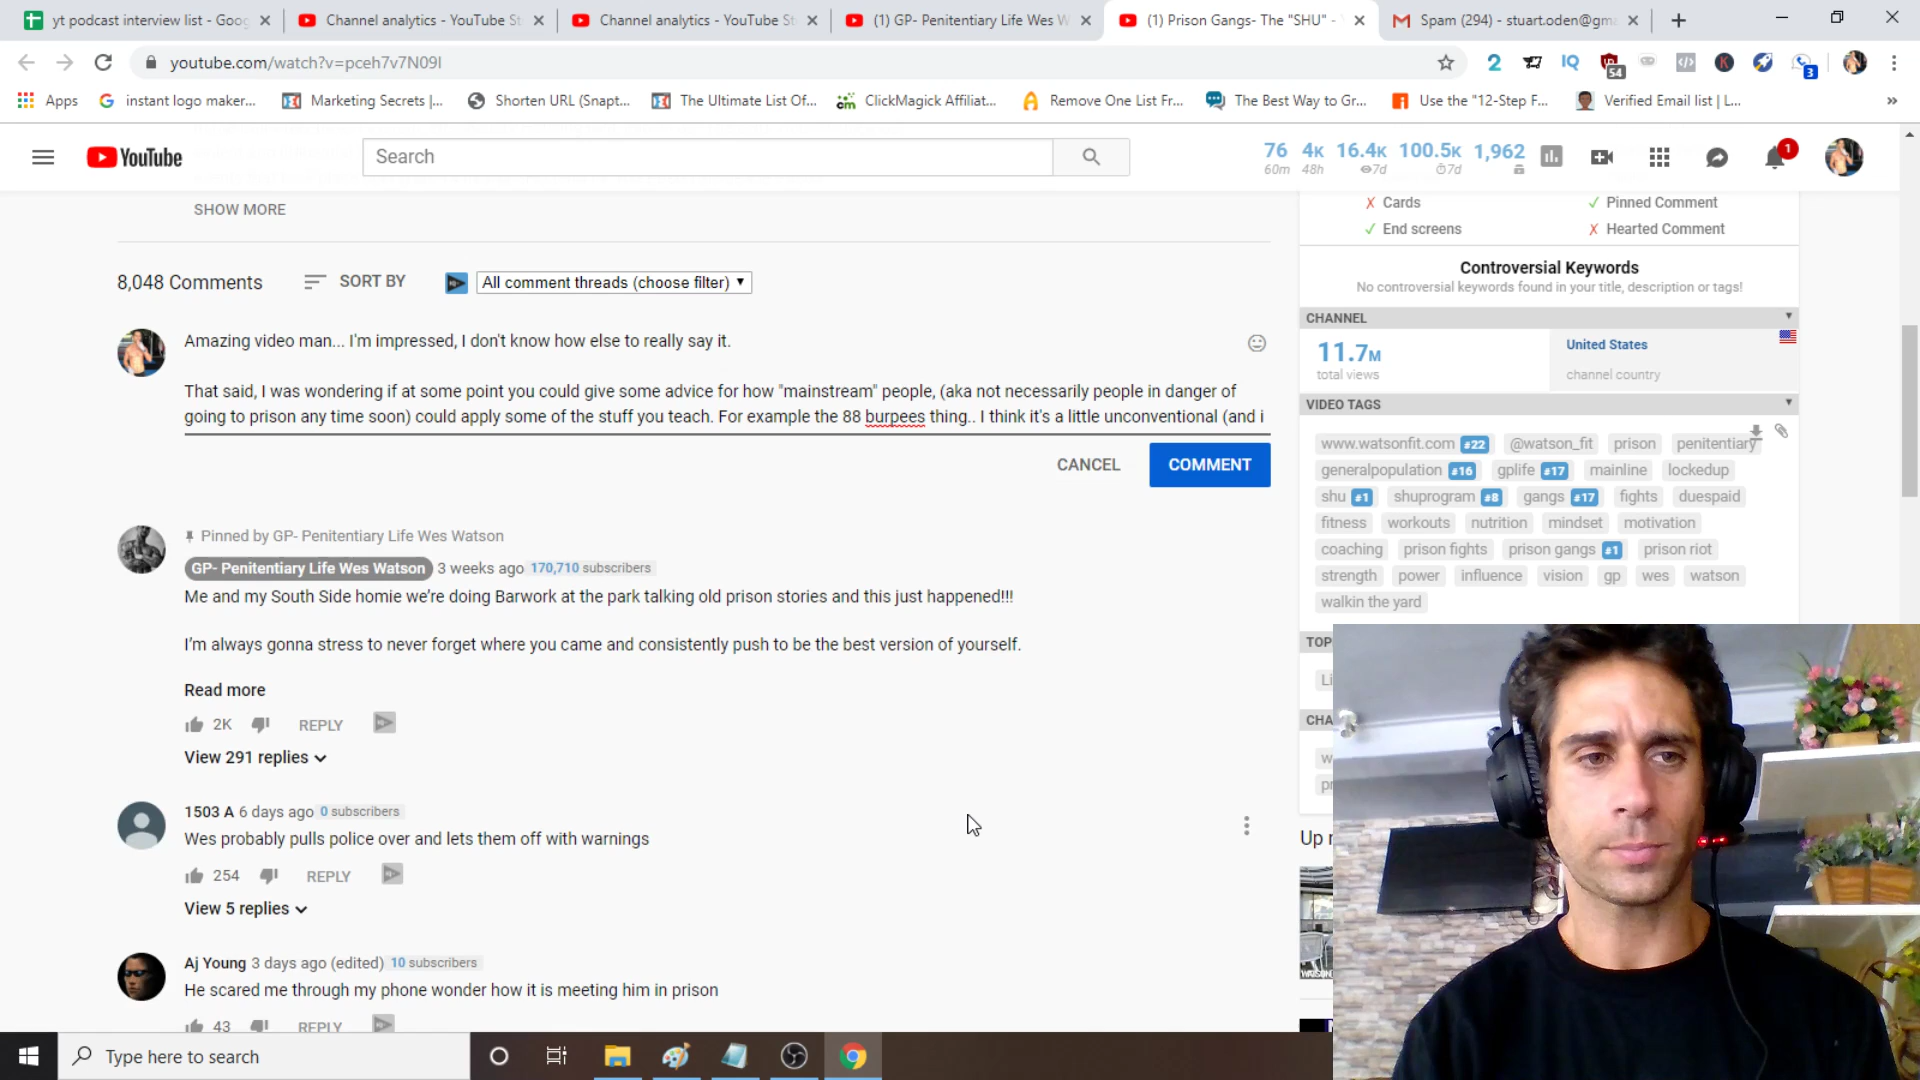 yt podcast interview list - Goog
Channel analytics - YouTube St
Channel analytics - YouTube St
(1) GP- Penitentiary Life Wes W
(1) Prison Gangs- The "SHU" -
Spam (294) - stuart.oden@gm
youtube.com/watch?v=pceh7v7N09I
2
IQ
54
K
3
Apps
instant logo maker...
Marketing Secrets |...
Shorten URL (Snapt...
The Ultimate List Of...
ClickMagick Affiliat...
Remove One List Fr...
The Best Way to Gr...
Use the "12-Step F...
Verified Email list | L...
YouTube
Search
76
60m
4K
48h
16.4K
7d
100.5K
7d
1,962
1
SHOW MORE
8,048 Comments
SORT BY
All comment threads (choose filter)
Amazing video man... I'm impressed, I don't know how else to really say it.
That said, I was wondering if at some point you could give some advice for how "mainstream" people, (aka not necessarily people in danger of
going to prison any time soon) could apply some of the stuff you teach. For example the 88 burpees thing.. I think it's a little unconventional (and i
CANCEL
COMMENT
Pinned by GP- Penitentiary Life Wes Watson
GP- Penitentiary Life Wes Watson 3 weeks ago 170,710 subscribers
Me and my South Side homie we're doing Barwork at the park talking old prison stories and this just happened!!!
I'm always gonna stress to never forget where you came and consistently push to be the best version of yourself.
Read more
2K
REPLY
View 291 replies
1503 A 6 days ago 0 subscribers
Wes probably pulls police over and lets them off with warnings
254
REPLY
View 5 replies
Aj Young 3 days ago (edited) 10 subscribers
He scared me through my phone wonder how it is meeting him in prison
43
REPLY
Cards
Pinned Comment
End screens
Hearted Comment
Controversial Keywords
No controversial keywords found in your title, description or tags!
CHANNEL
11.7M
total views
United States
channel country
VIDEO TAGS
www.watsonfit.com #22 @watson_fit prison penitentiary
generalpopulation #16 gplife #17 mainline lockedup
shu #1 shuprogram #8 gangs #17 fights duespaid
fitness workouts nutrition mindset motivation
coaching prison fights prison gangs #1 prison riot
strength power influence vision gp wes watson
walkin the yard
TOP
Li
CHA
w
pr
Up n
Type here to search